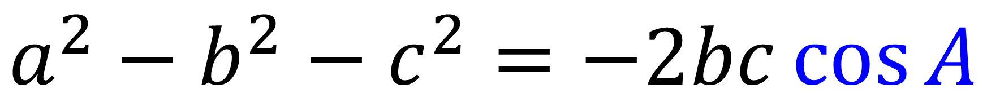 a² − b² − c² = −2bc cos A